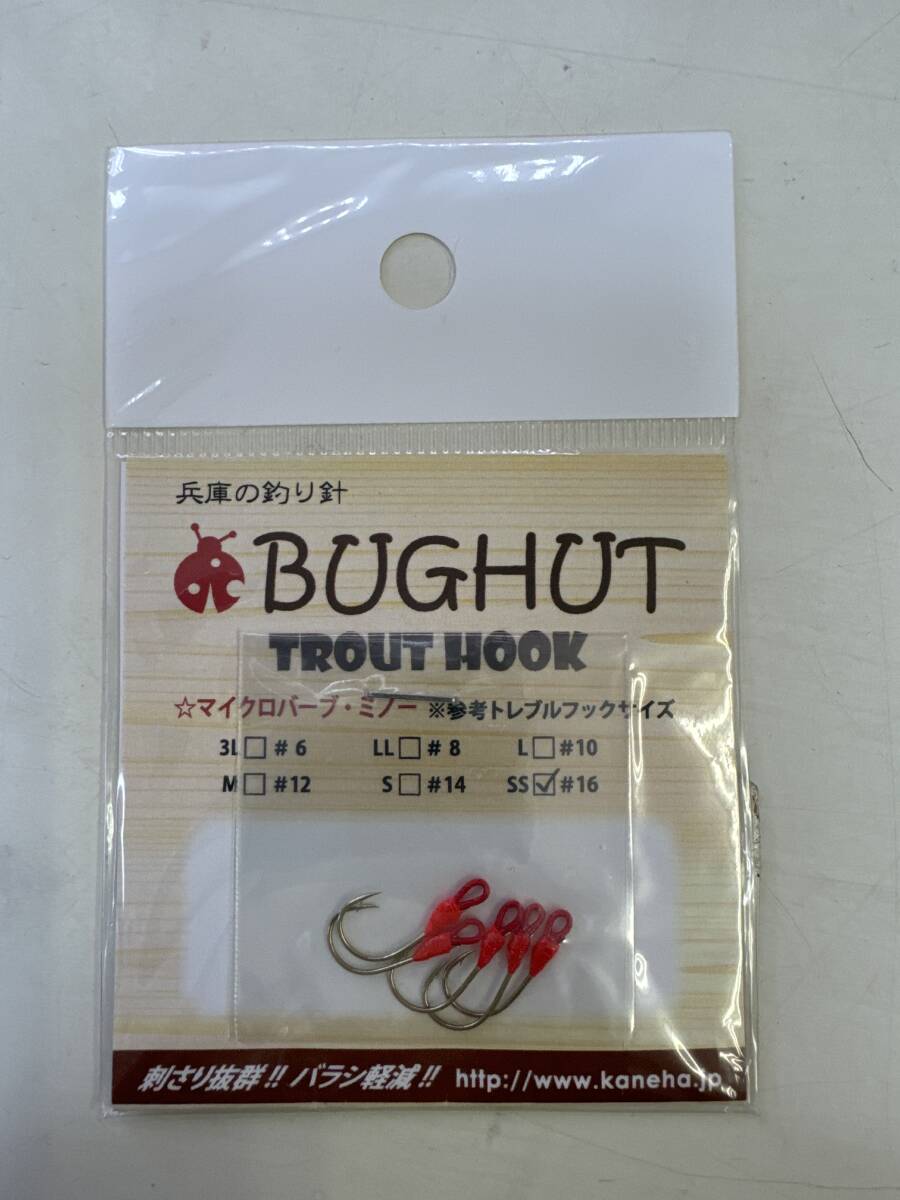 兵庫の釣り針
BUGHUT
TROUT HOOK
☆マイクロバーブ・ミノー ※参考トレブルフックサイズ
3L□ #6 LL□ #8 L□ #10
M□ #12 S□ #14 SS☑ #16
刺さり抜群!! バラシ軽減!! http://www.kaneha.jp